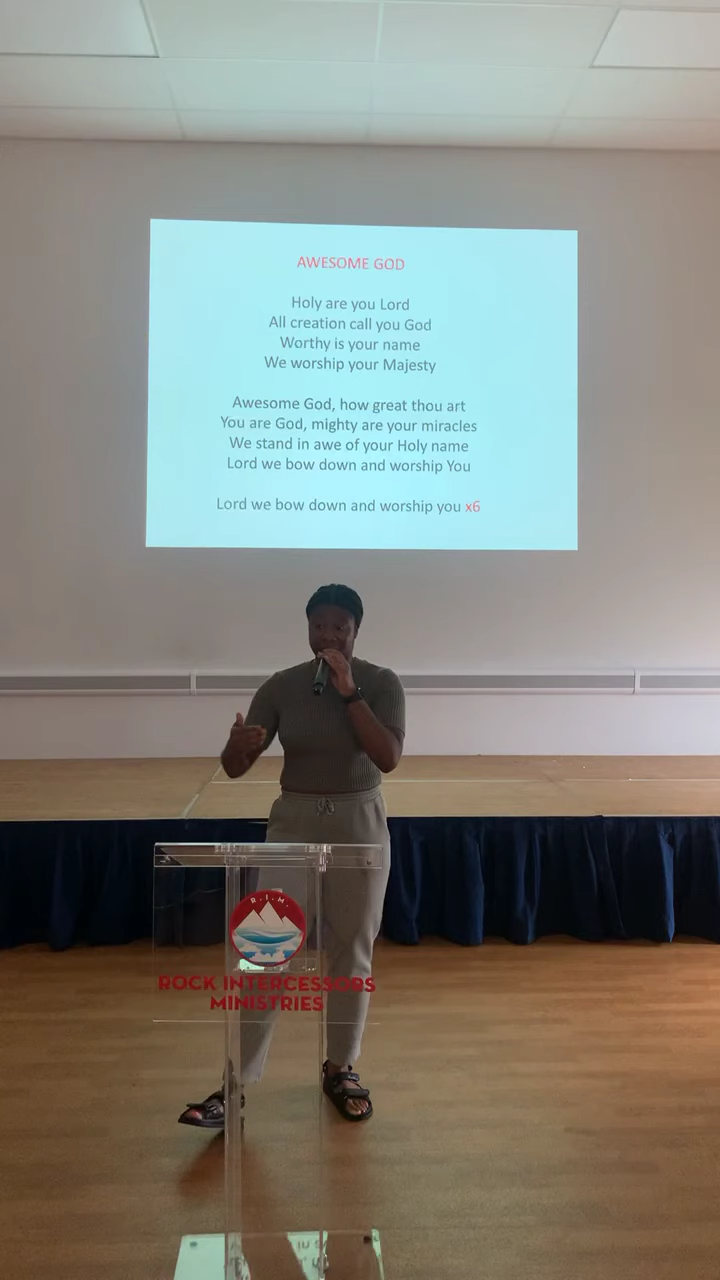 AWESOME GOD
Holy are you Lord
All creation call you God
Worthy is your name
We worship your Majesty
Awesome God, how great thou art
You are God, mighty are your miracles
We stand in awe of your Holy name
Lord we bow down and worship You
Lord we bow down and worship you x6
R.I.M.
ROCK INTERCESSORS
MINISTRIES